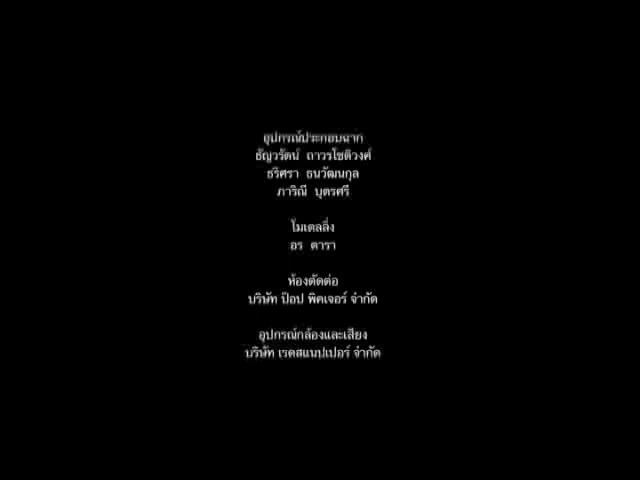 อุปกรณ์ประกอบฉาก
ธัญวรัตน์ ถาวรโชติวงศ์
ธริศรา ธนวัฒนกุล
ภาริณี บุตรศรี
โมเดลลิ่ง
อร ดารา
ห้องตัดต่อ
บริษัท ป๊อป พิคเจอร์ จำกัด
อุปกรณ์กล้องและเสียง
บริษัท เรดสแนปเปอร์ จำกัด